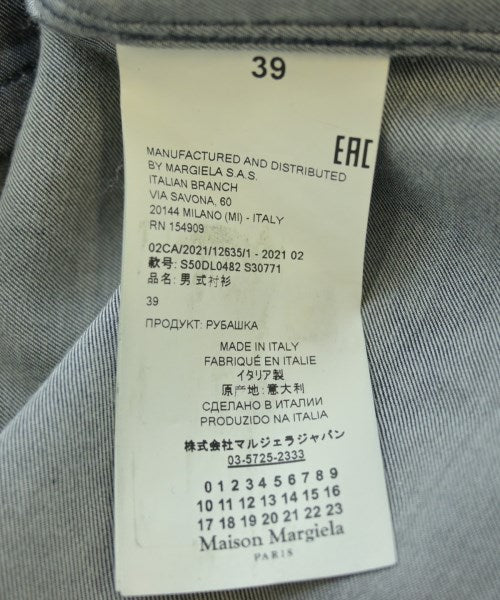 39
EAC
MANUFACTURED AND DISTRIBUTED
BY MARGIELA S.A.S.
ITALIAN BRANCH
VIA SAVONA, 60
20144 MILANO (MI) - ITALY
RN 154909
02CA/2021/12635/1 - 2021 02
款号: S50DL0482 S30771
品名: 男式衬衫
39
ПРОДУКТ: РУБАШКА
MADE IN ITALY
FABRIQUÉ EN ITALIE
イタリア製
原产地: 意大利
СДЕЛАНО В ИТАЛИИ
PRODUZIDO NA ITALIA
株式会社マルジェラジャパン
03-5725-2333
0 1 2 3 4 5 6 7 8 9
10 11 12 13 14 15 16
17 18 19 20 21 22 23
Maison Margiela
PARIS